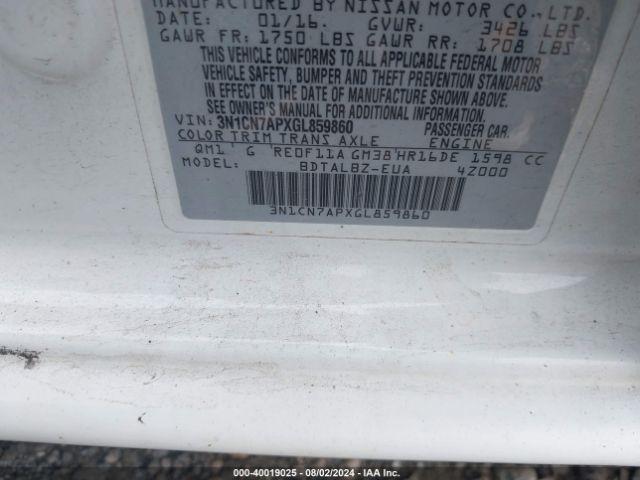 MANUFACTURED BY NISSAN MOTOR CO., LTD.
DATE: 01/16. GVWR: 3426 LBS
GAWR FR: 1750 LBS GAWR RR: 1708 LBS
THIS VEHICLE CONFORMS TO ALL APPLICABLE FEDERAL MOTOR
VEHICLE SAFETY, BUMPER AND THEFT PREVENTION STANDARDS
IN EFFECT ON THE DATE OF MANUFACTURE SHOWN ABOVE.
SEE OWNER'S MANUAL FOR MORE INFORMATION.
VIN: 3N1CN7APXGL859860 PASSENGER CAR.
COLOR TRIM TRANS AXLE ENGINE
QM1 G RE0F11A GM38 HR16DE 1598 CC
MODEL: BDTALBZ-EUA 4Z000
3N1CN7APXGL859860
000-40019025 - 08/02/2024 - IAA